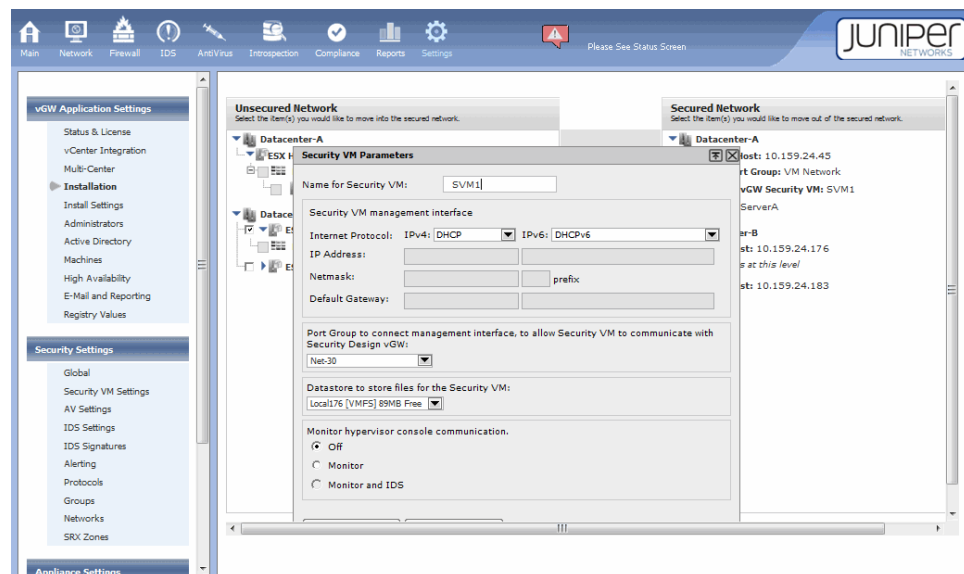 Main Network Firewall IDS AntiVirus Introspection Compliance Reports Settings
Please See Status Screen
JUNIPER
NETWORKS
vGW Application Settings
Status & License
vCenter Integration
Multi-Center
Installation
Install Settings
Administrators
Active Directory
Machines
High Availability
E-Mail and Reporting
Registry Values
Security Settings
Global
Security VM Settings
AV Settings
IDS Settings
IDS Signatures
Alerting
Protocols
Groups
Networks
SRX Zones
Appliance Settings
Unsecured Network
Select the item(s) you would like to move into the secured network.
Datacenter-A
ESX H
Datace
ES
ES
Security VM Parameters
Name for Security VM: SVM1
Security VM management interface
Internet Protocol: IPv4: DHCP IPv6: DHCPv6
IP Address:
Netmask: prefix
Default Gateway:
Port Group to connect management interface, to allow Security VM to communicate with
Security Design vGW:
Net-30
Datastore to store files for the Security VM:
Local176 [VMFS] 89MB Free
Monitor hypervisor console communication.
Off
Monitor
Monitor and IDS
Secured Network
Select the item(s) you would like to move out of the secured network.
Datacenter-A
Host: 10.159.24.45
rt Group: VM Network
vGW Security VM: SVM1
ServerA
er-B
st: 10.159.24.176
s at this level
st: 10.159.24.183